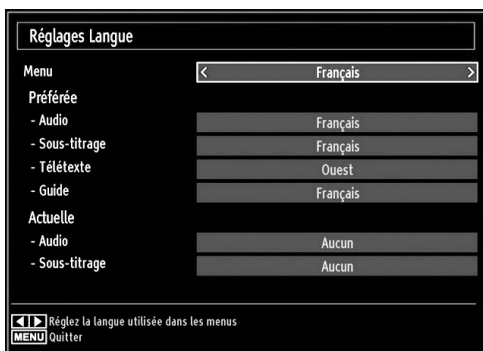 Réglages Langue
Menu < Français >
Préférée
- Audio Français
- Sous-titrage Français
- Télétexte Ouest
- Guide Français
Actuelle
- Audio Aucun
- Sous-titrage Aucun
Réglez la langue utilisée dans les menus
MENU Quitter